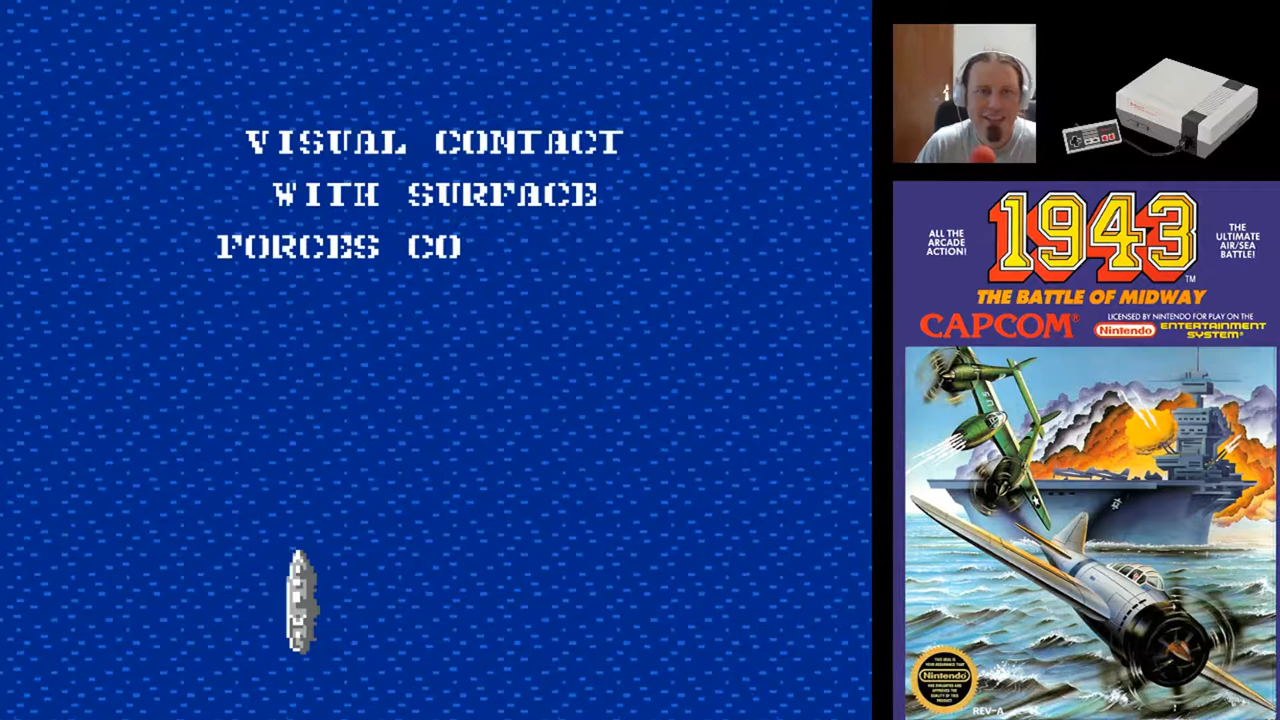 VISUAL CONTACT
WITH SURFACE
FORCES CO
ALL THE
ARCADE
ACTION!
1943
TM
THE
ULTIMATE
AIR/SEA
BATTLE!
THE BATTLE OF MIDWAY
CAPCOM®
LICENSED BY NINTENDO FOR PLAY ON THE
Nintendo
ENTERTAINMENT
SYSTEM®
Nintendo
REV-A